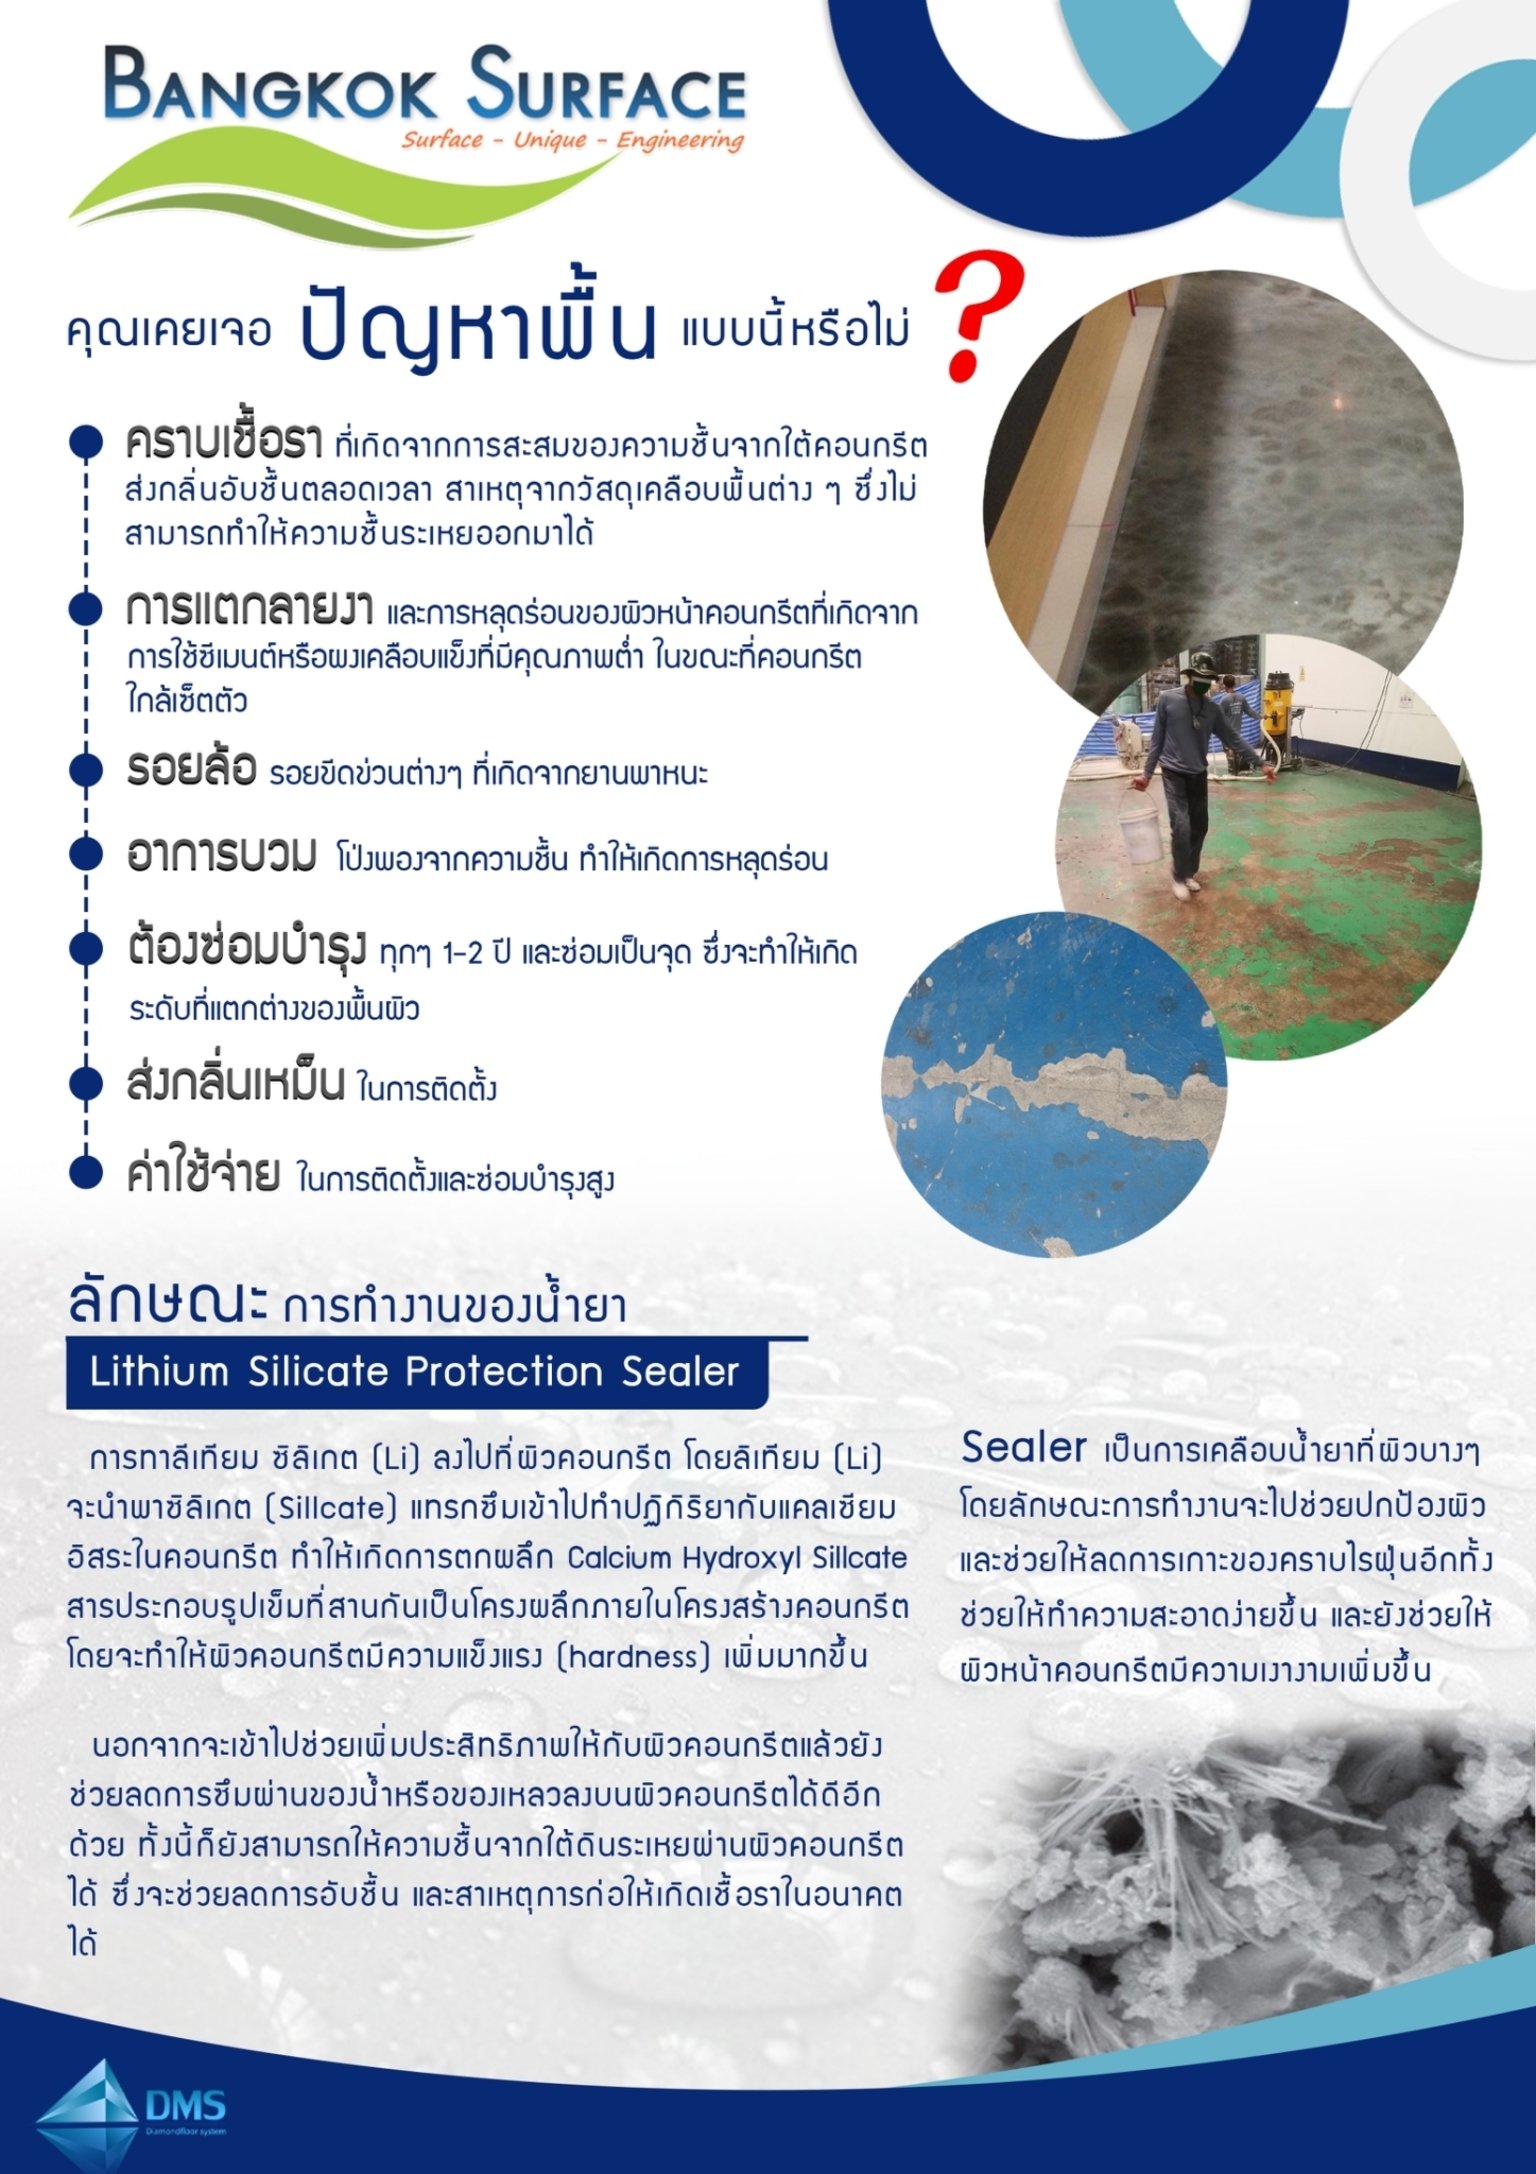 BANGKOK SURFACE
Surface - Unique - Engineering
คุณเคยเจอ ปัญหาพื้น แบบนี้หรือไม่ ?
คราบเชื้อรา ที่เกิดจากการสะสมของความชื้นจากใต้คอนกรีต
ส่งกลิ่นอับชื้นตลอดเวลา สาเหตุจากวัสดุเคลือบพื้นต่าง ๆ ซึ่งไม่
สามารถทำให้ความชื้นระเหยออกมาได้
การแตกลายงา และการหลุดร่อนของผิวหน้าคอนกรีตที่เกิดจาก
การใช้ซีเมนต์หรือผงเคลือบแข็งที่มีคุณภาพต่ำ ในขณะที่คอนกรีต
ใกล้เซ็ตตัว
รอยล้อ รอยขีดข่วนต่างๆ ที่เกิดจากยานพาหนะ
อาการบวม โป่งพองจากความชื้น ทำให้เกิดการหลุดร่อน
ต้องซ่อมบำรุง ทุกๆ 1-2 ปี และซ่อมเป็นจุด ซึ่งจะทำให้เกิด
ระดับที่แตกต่างของพื้นผิว
ส่งกลิ่นเหม็น ในการติดตั้ง
ค่าใช้จ่าย ในการติดตั้งและซ่อมบำรุงสูง
ลักษณะ การทำงานของน้ำยา
Lithium Silicate Protection Sealer
การทาลีเทียม ซิลิเกต (Li) ลงไปที่ผิวคอนกรีต โดยลิเทียม (Li)
จะนำพาซิลิเกต (Sillcate) แทรกซึมเข้าไปทำปฏิกิริยากับแคลเซียม
อิสระในคอนกรีต ทำให้เกิดการตกผลึก Calcium Hydroxyl Sillcate
สารประกอบรูปเข็มที่สานกันเป็นโครงผลึกภายในโครงสร้างคอนกรีต
โดยจะทำให้ผิวคอนกรีตมีความแข็งแรง (hardness) เพิ่มมากขึ้น
นอกจากจะเข้าไปช่วยเพิ่มประสิทธิภาพให้กับผิวคอนกรีตแล้วยัง
ช่วยลดการซึมผ่านของน้ำหรือของเหลวลงบนผิวคอนกรีตได้ดีอีก
ด้วย ทั้งนี้ก็ยังสามารถให้ความชื้นจากใต้ดินระเหยผ่านผิวคอนกรีต
ได้ ซึ่งจะช่วยลดการอับชื้น และสาเหตุการก่อให้เกิดเชื้อราในอนาคต
ได้
Sealer เป็นการเคลือบน้ำยาที่ผิวบางๆ
โดยลักษณะการทำงานจะไปช่วยปกป้องผิว
และช่วยให้ลดการเกาะของคราบไรฝุ่นอีกทั้ง
ช่วยให้ทำความสะอาดง่ายขึ้น และยังช่วยให้
ผิวหน้าคอนกรีตมีความเงางามเพิ่มขึ้น
DMS
Diamondfloor system